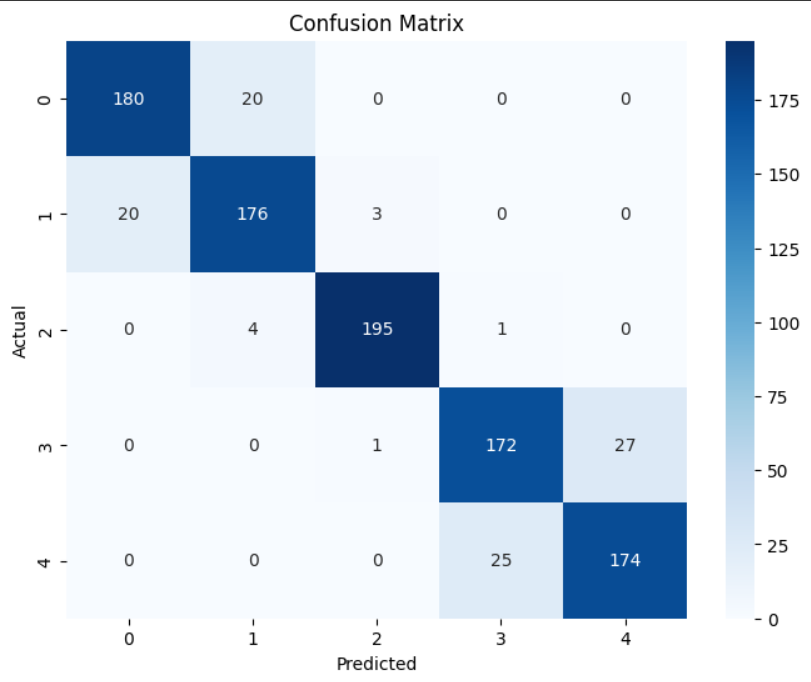 Confusion Matrix
0 180 20 0 0 0
1 20 176 3 0 0
2 0 4 195 1 0
3 0 0 1 172 27
4 0 0 0 25 174
0 1 2 3 4
Predicted
Actual
175
150
125
100
75
50
25
0